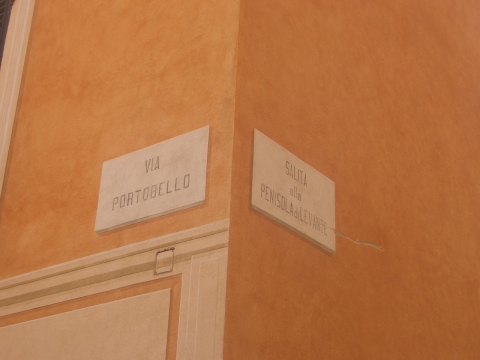 VIA
PORTOBELLO
SALITA
alla
PENISOLA di LEVANTE